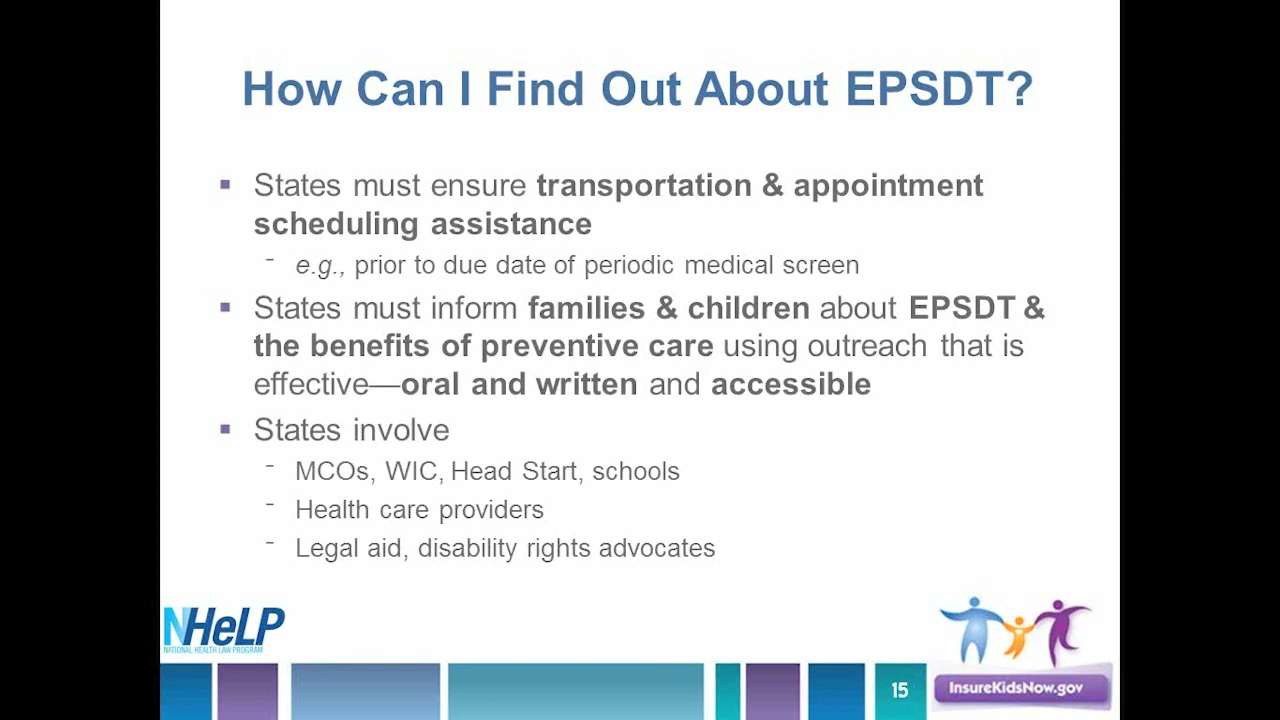 How Can I Find Out About EPSDT?
▪ States must ensure transportation & appointment
scheduling assistance
- e.g., prior to due date of periodic medical screen
▪ States must inform families & children about EPSDT &
the benefits of preventive care using outreach that is
effective—oral and written and accessible
▪ States involve
- MCOs, WIC, Head Start, schools
- Health care providers
- Legal aid, disability rights advocates
NHeLP
NATIONAL HEALTH LAW PROGRAM
15
InsureKidsNow.gov